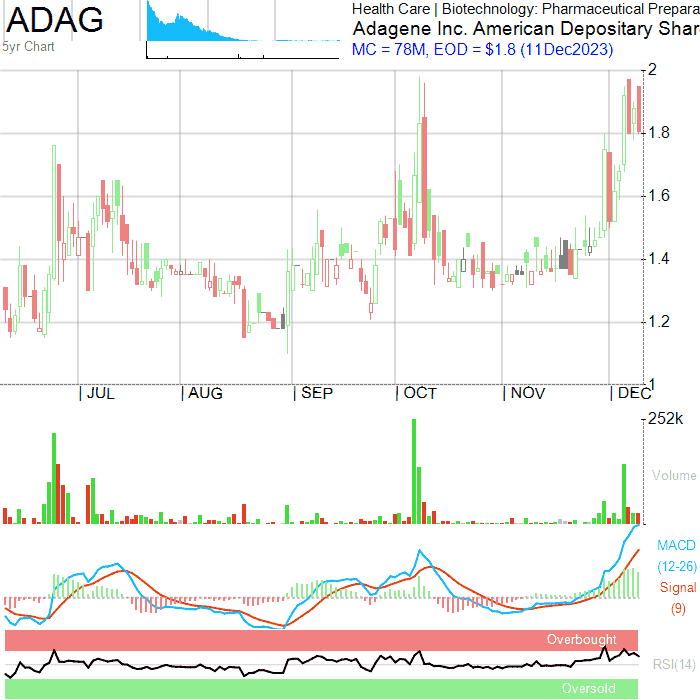 ADAG
5yr Chart
Health Care | Biotechnology: Pharmaceutical Prepara
Adagene Inc. American Depositary Shar
MC = 78M, EOD = $1.8 (11Dec2023)
2
1.8
1.6
1.4
1.2
1
JUL AUG SEP OCT NOV DEC
252k
Volume
MACD
(12-26)
Signal
(9)
Overbought
RSI(14)
Oversold